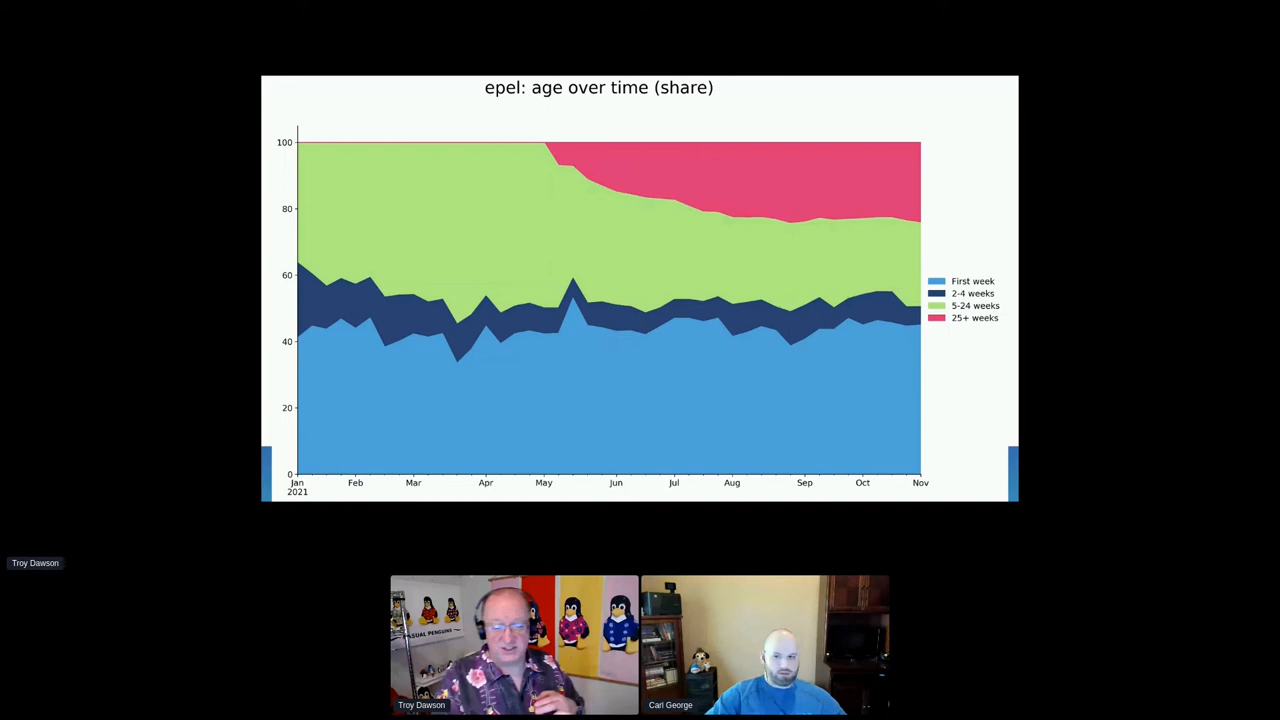 epel: age over time (share)
100
80
60
40
20
0
Jan Feb Mar Apr May Jun Jul Aug Sep Oct Nov
2021
First week
2-4 weeks
5-24 weeks
25+ weeks
Troy Dawson
ASUAL PENGUINS
Troy Dawson
Carl George